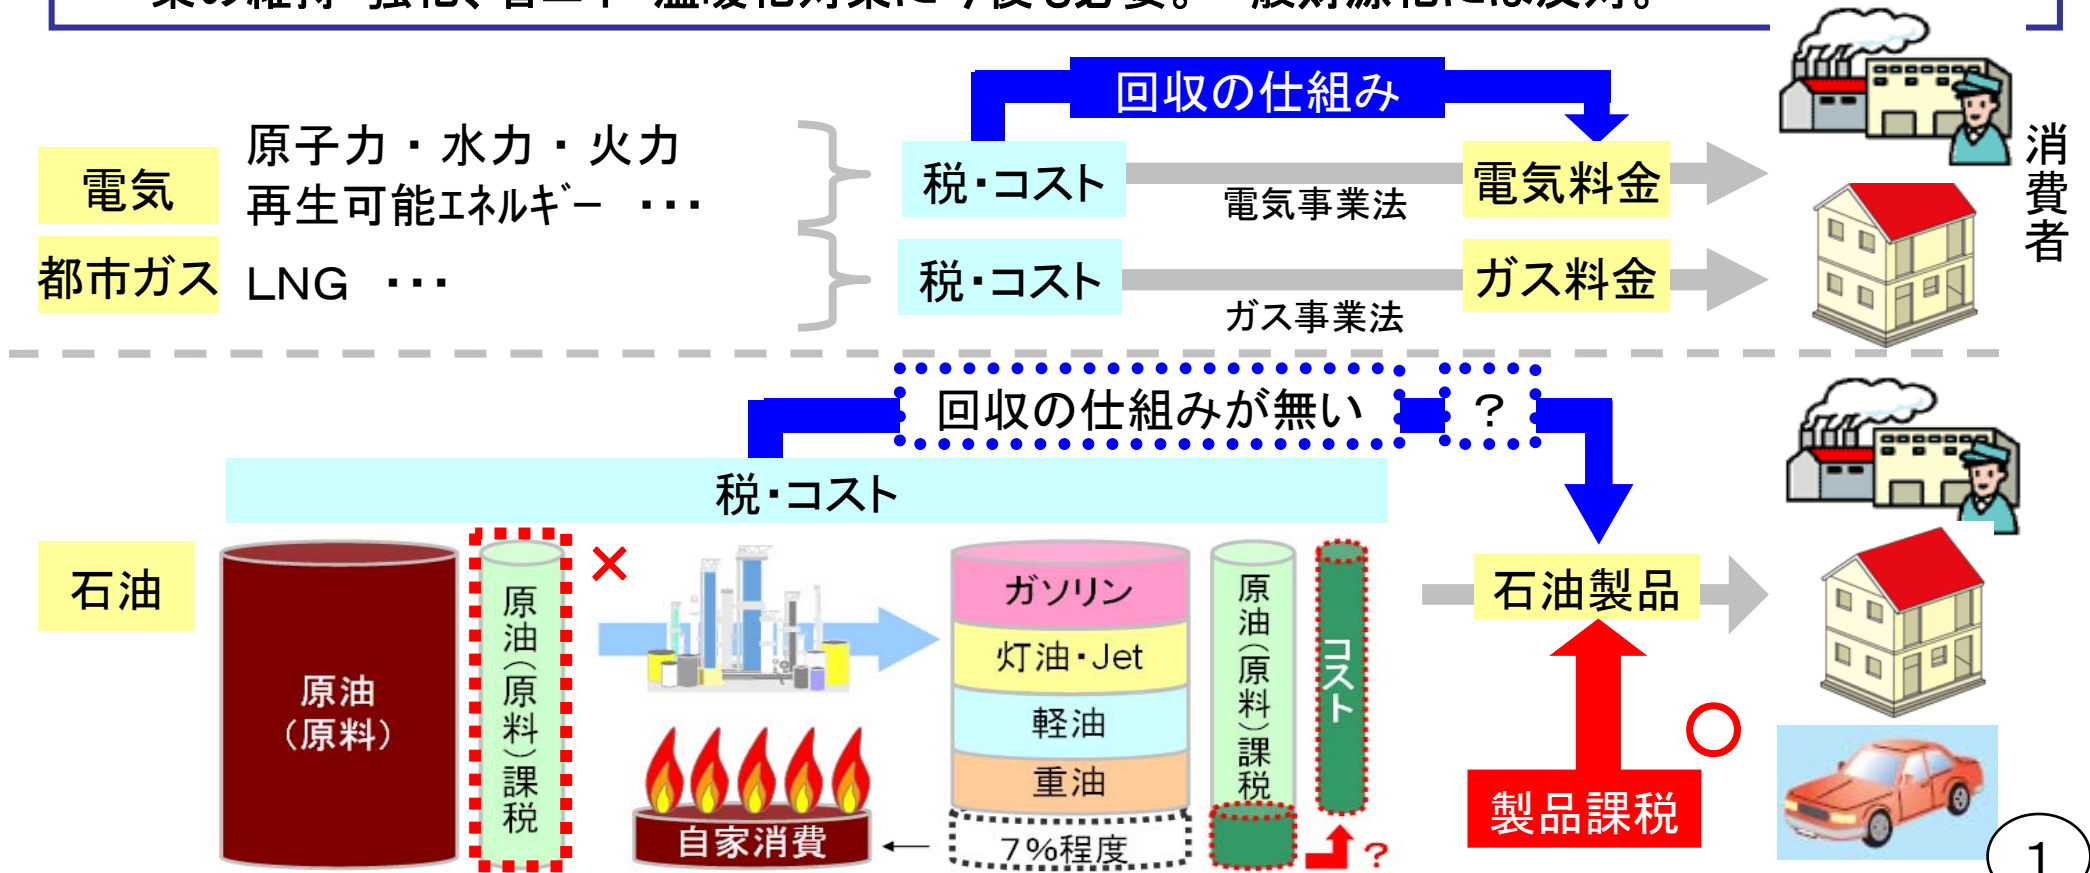 回収の仕組み
電気
原子力・水力・火力
再生可能ｴﾈﾙｷﾞｰ ･･･
税･コスト
電気事業法
電気料金
消費者
都市ガス
LNG ･･･
税･コスト
ガス事業法
ガス料金
回収の仕組みが無い
？
税･コスト
石油
原油
（原料）
原油（原料）課税
×
ガソリン
灯油･Jet
軽油
重油
7%程度
自家消費
原油（原料）課税
コスト
?
石油製品
○
製品課税
1